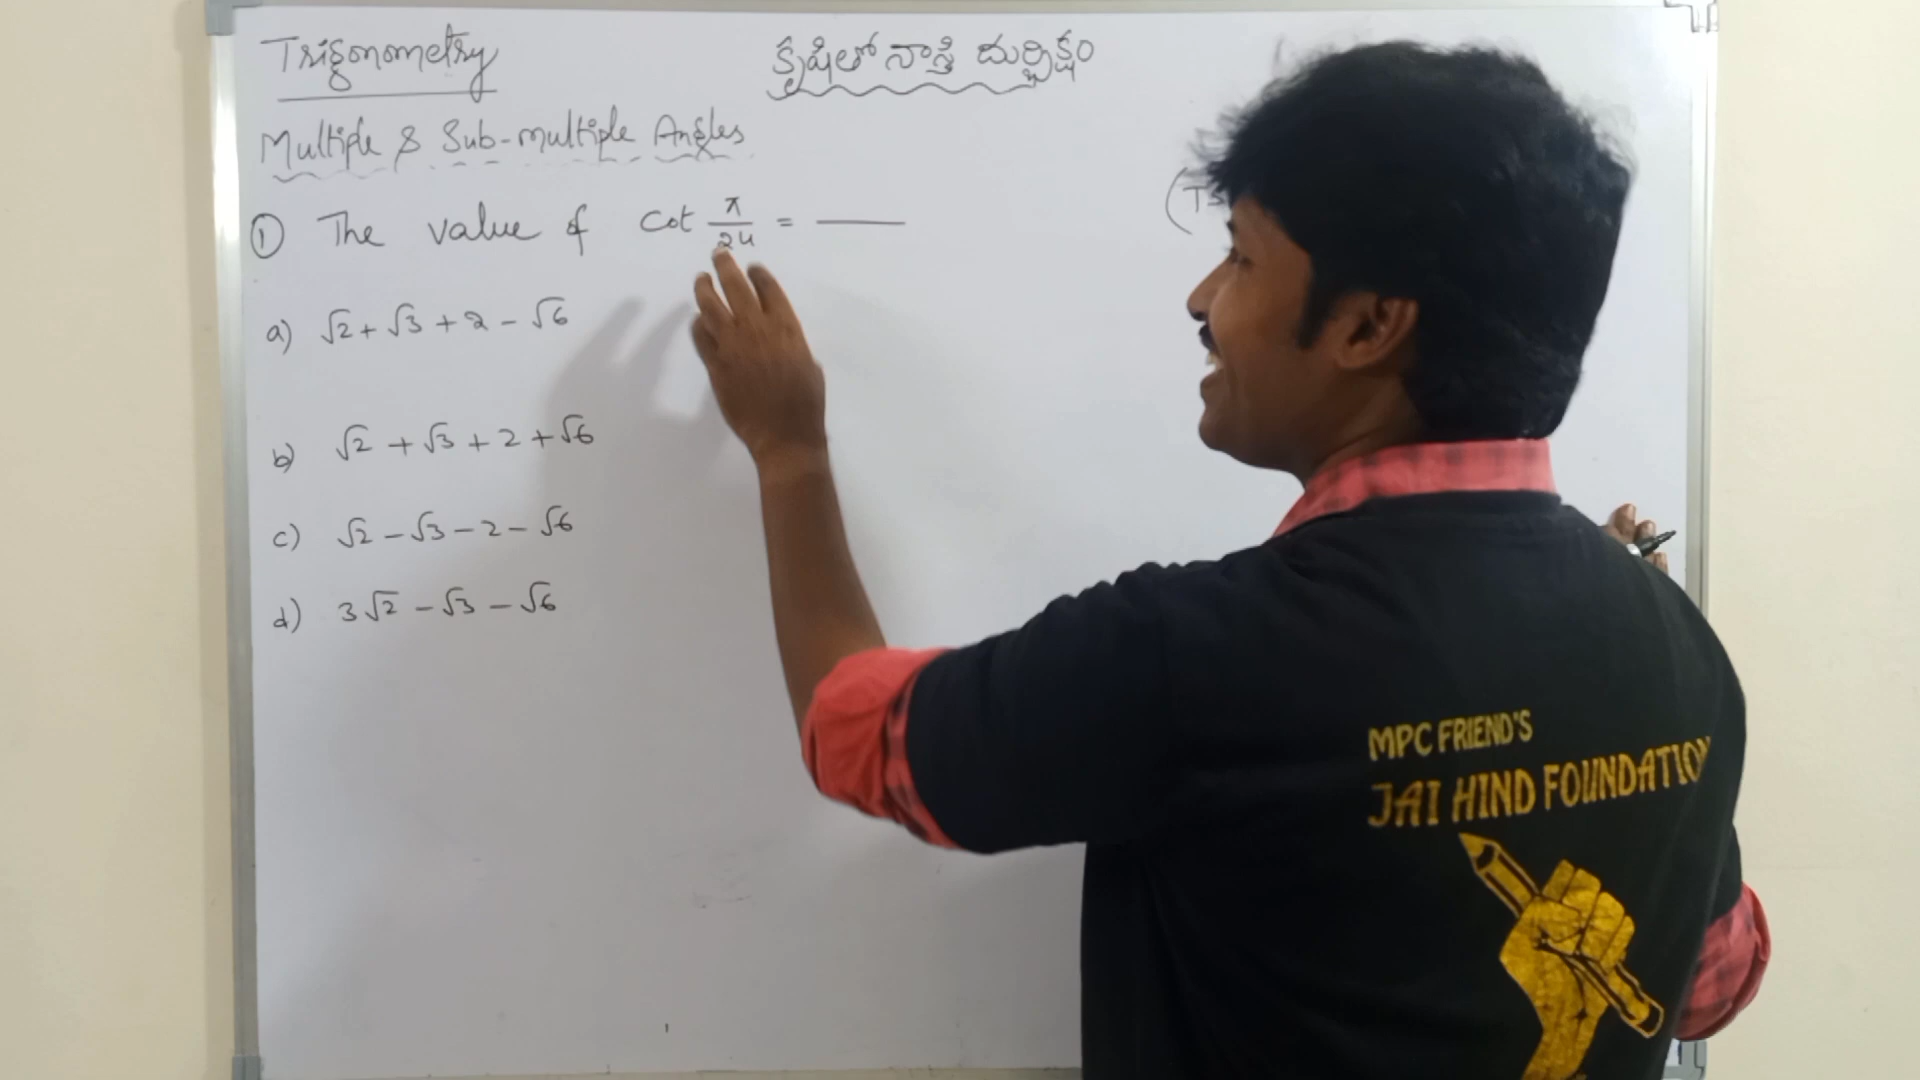 Trigonometry
కృషితో నాస్తి దుర్భిక్షం
Multiple & Sub-multiple Angles
① The value of cot π/24 = ____
(TS
a) √2 + √3 + 2 - √6
b) √2 + √3 + 2 + √6
c) √2 - √3 - 2 - √6
d) 3√2 - √3 - √6
MPC FRIEND'S
JAI HIND FOUNDATION